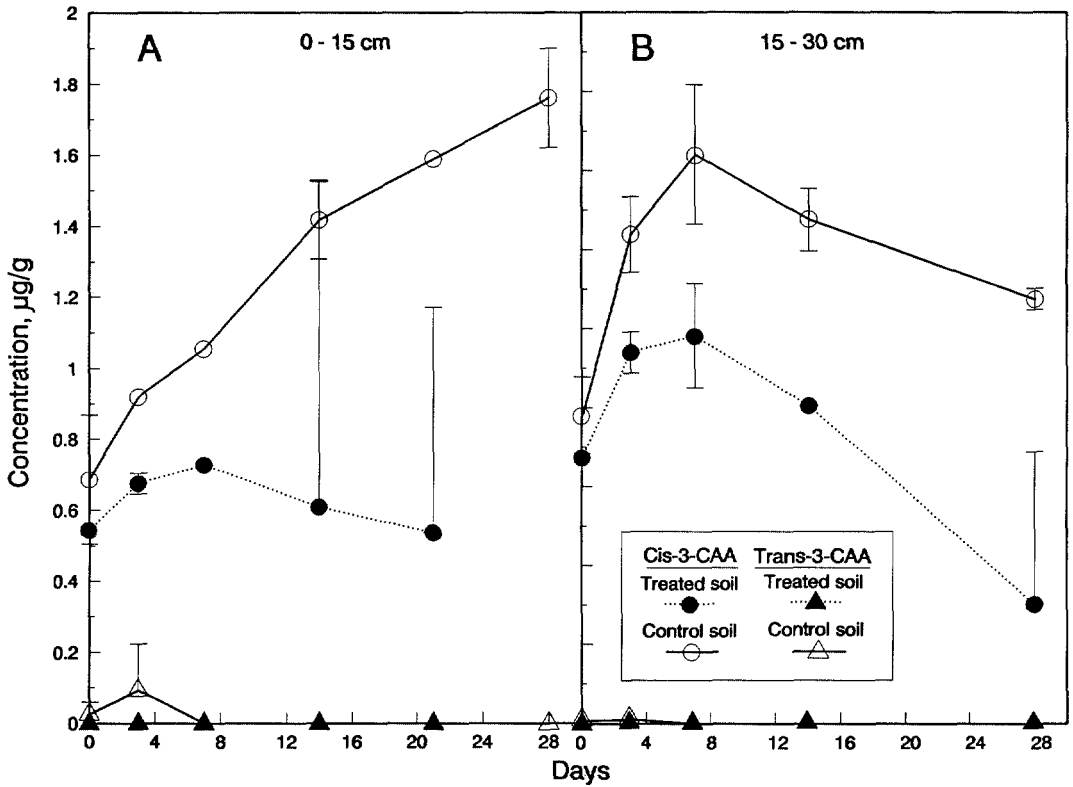 A
0 - 15 cm
B
15 - 30 cm
Concentration, µg/g
2
1.8
1.6
1.4
1.2
1
0.8
0.6
0.4
0.2
0
Cis-3-CAA Trans-3-CAA
Treated soil Treated soil
Control soil Control soil
0 4 8 12 16 20 24 28 0 4 8 12 16 20 24 28
Days